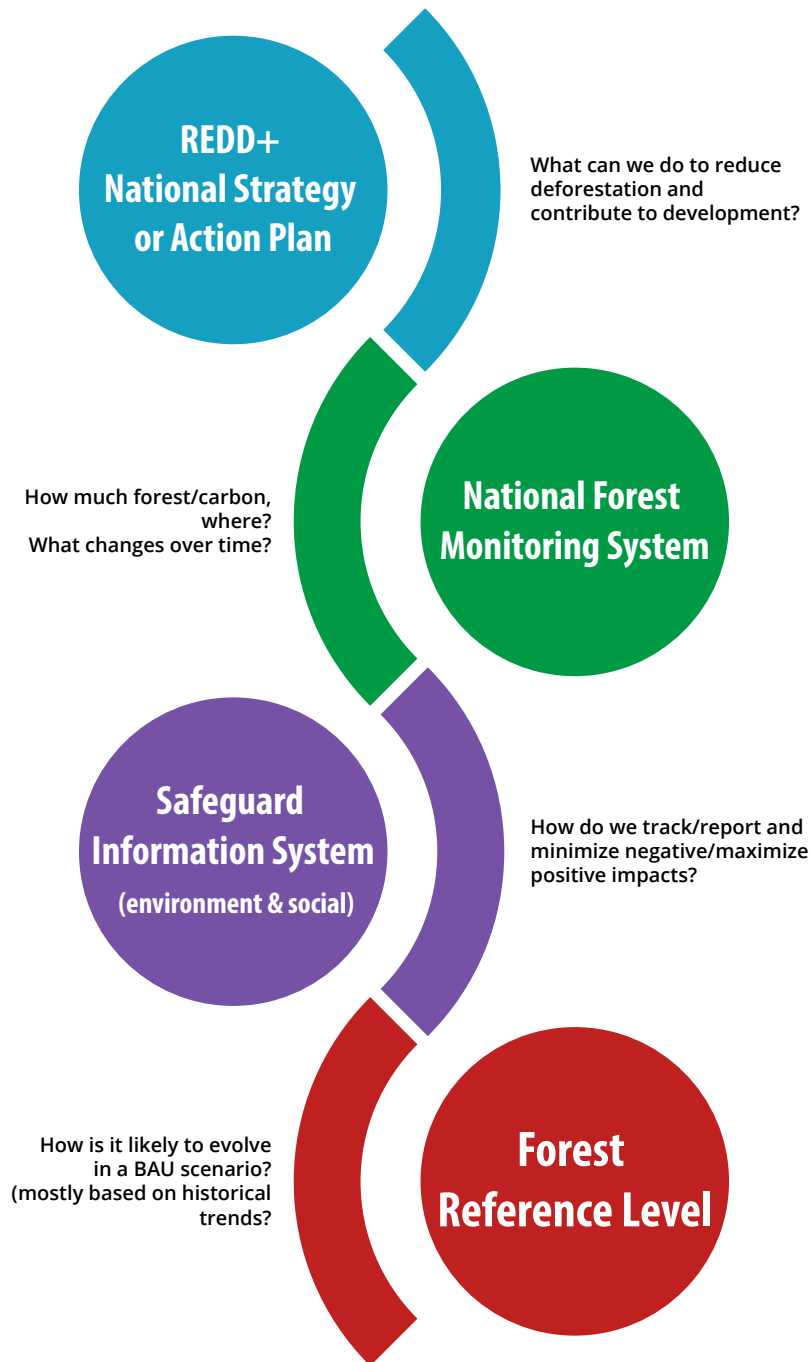 REDD+
National Strategy
or Action Plan
What can we do to reduce
deforestation and
contribute to development?
How much forest/carbon,
where?
What changes over time?
National Forest
Monitoring System
Safeguard
Information System
(environment & social)
How do we track/report and
minimize negative/maximize
positive impacts?
How is it likely to evolve
in a BAU scenario?
(mostly based on historical
trends?
Forest
Reference Level